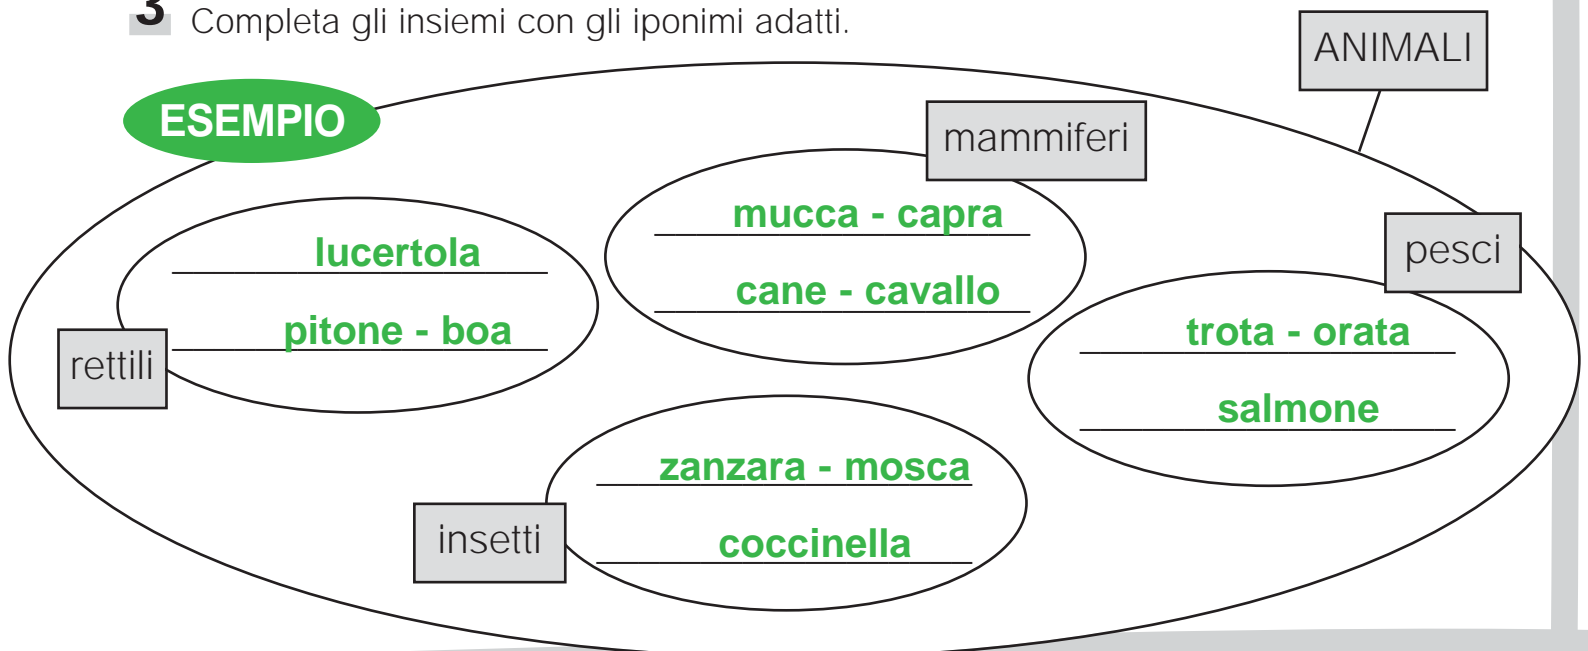 3 Completa gli insiemi con gli iponimi adatti.
ANIMALI
ESEMPIO
mammiferi
mucca - capra
cane - cavallo
lucertola
pitone - boa
rettili
pesci
trota - orata
salmone
zanzara - mosca
coccinella
insetti